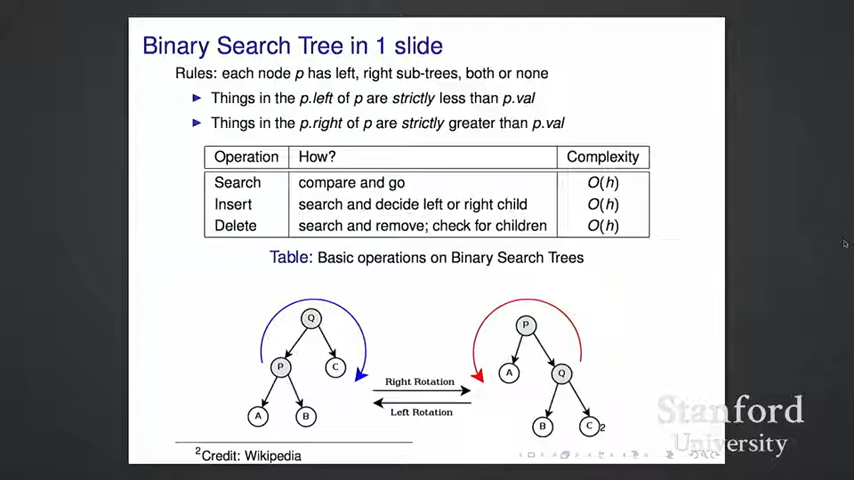 Binary Search Tree in 1 slide
Rules: each node p has left, right sub-trees, both or none
Things in the p.left of p are strictly less than p.val
Things in the p.right of p are strictly greater than p.val
Operation How? Complexity
Search compare and go O(h)
Insert search and decide left or right child O(h)
Delete search and remove; check for children O(h)
Table: Basic operations on Binary Search Trees
Q
P C
A B
Right Rotation
Left Rotation
P
A Q
B C 2
2Credit: Wikipedia
Stanford
University